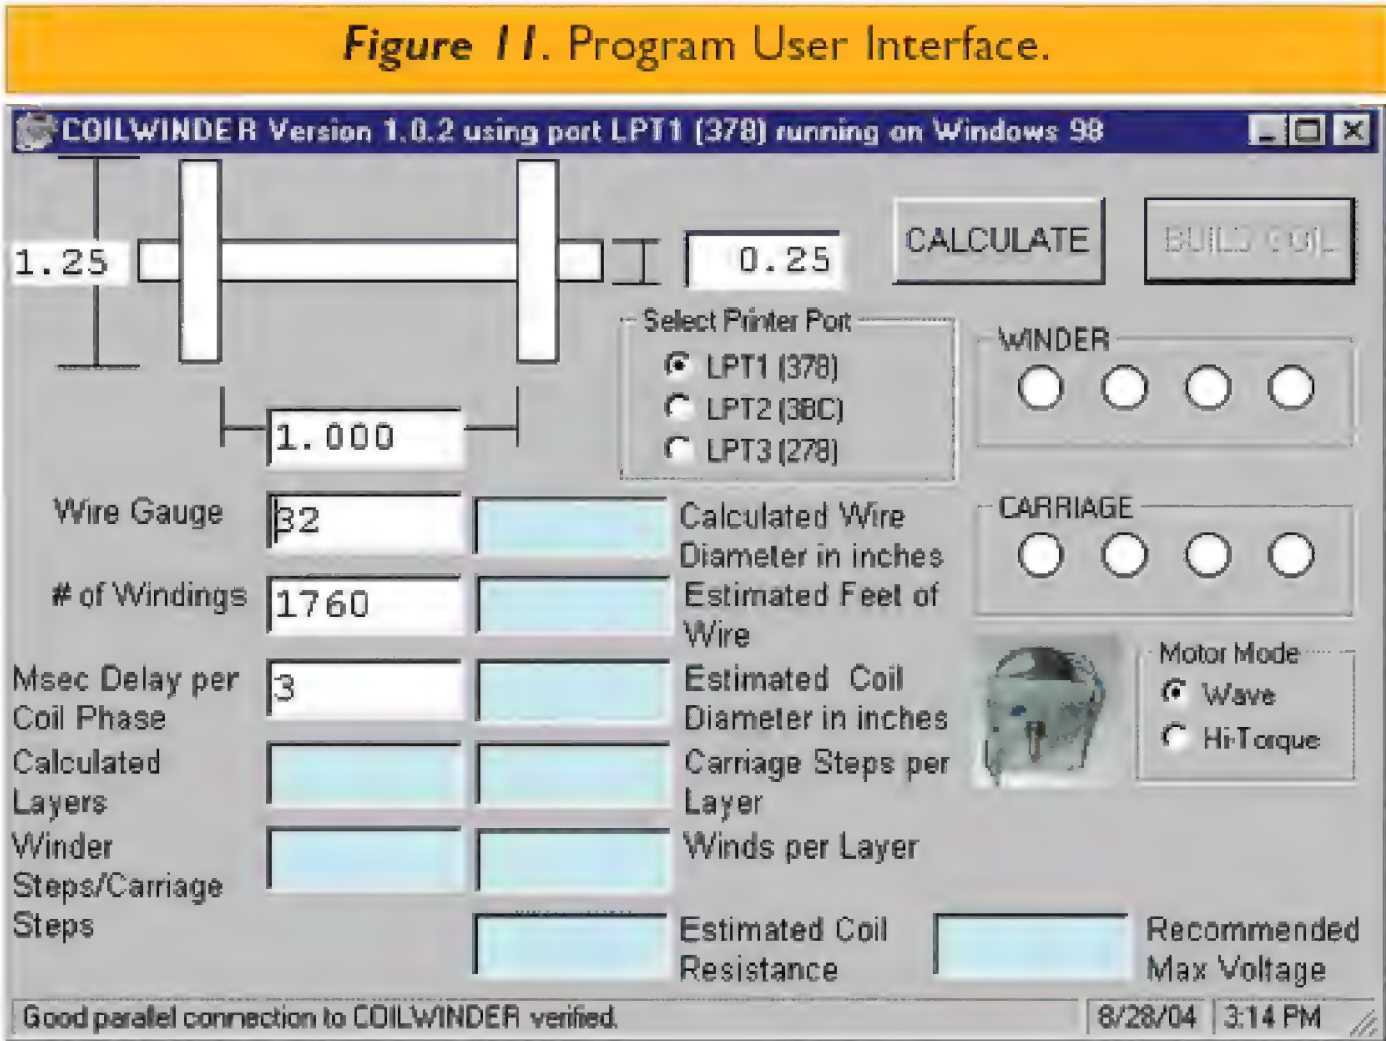 Figure 11. Program User Interface.
COILWINDER Version 1.0.2 using port LPT1 (378) running on Windows 98
1.25
0.25
CALCULATE
BUILD COIL
Select Printer Port
LPT1 (378)
LPT2 (3BC)
LPT3 (278)
WINDER
1.000
CARRIAGE
Wire Gauge
32
Calculated Wire
Diameter in inches
# of Windings
1760
Estimated Feet of
Wire
Msec Delay per
Coil Phase
3
Estimated Coil
Diameter in inches
Motor Mode
Wave
Hi-Torque
Calculated
Layers
Carriage Steps per
Layer
Winder
Steps/Carriage
Steps
Winds per Layer
Estimated Coil
Resistance
Recommended
Max Voltage
Good parallel connection to COILWINDER verified.
8/28/04
3:14 PM